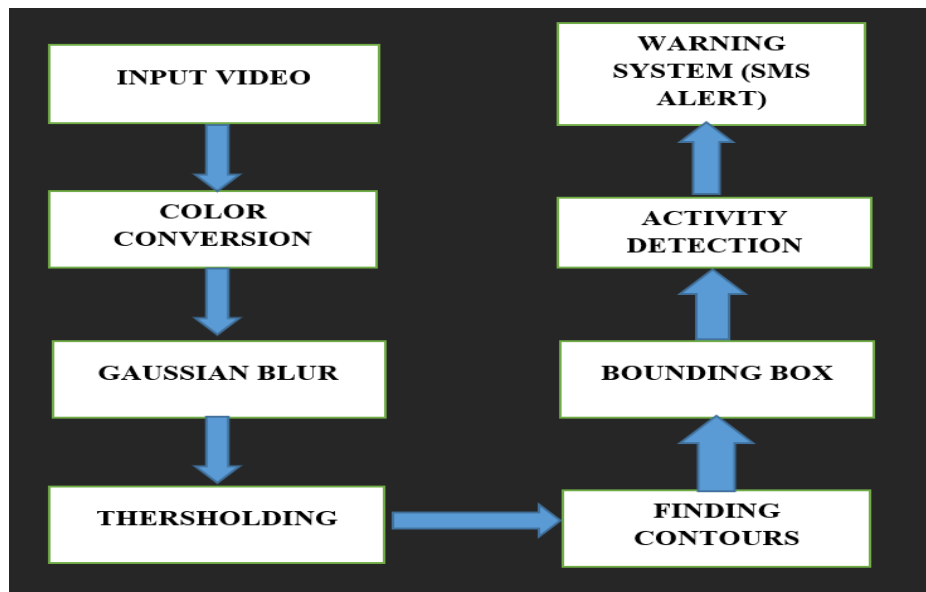 INPUT VIDEO
COLOR
CONVERSION
GAUSSIAN BLUR
THERSHOLDING
FINDING
CONTOURS
BOUNDING BOX
ACTIVITY
DETECTION
WARNING
SYSTEM (SMS
ALERT)